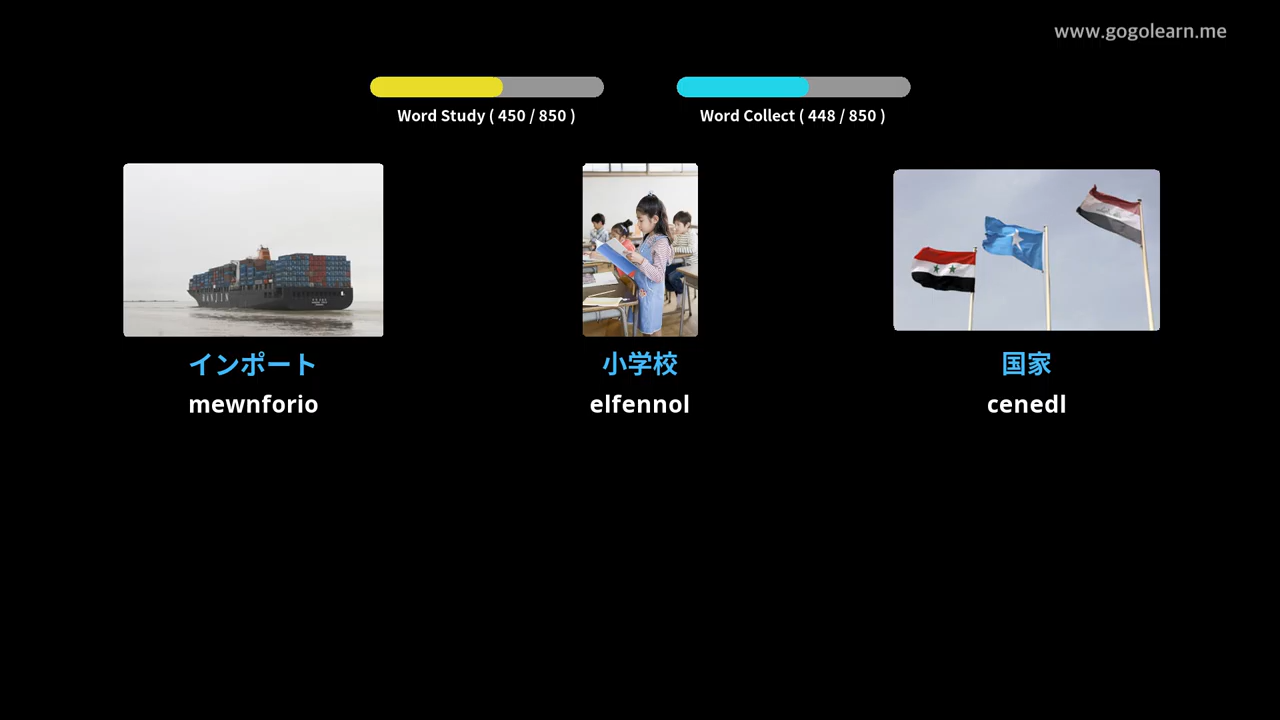 www.gogolearn.me
Word Study ( 450 / 850 )
Word Collect ( 448 / 850 )
インポート
小学校
国家
mewnforio
elfennol
cenedl